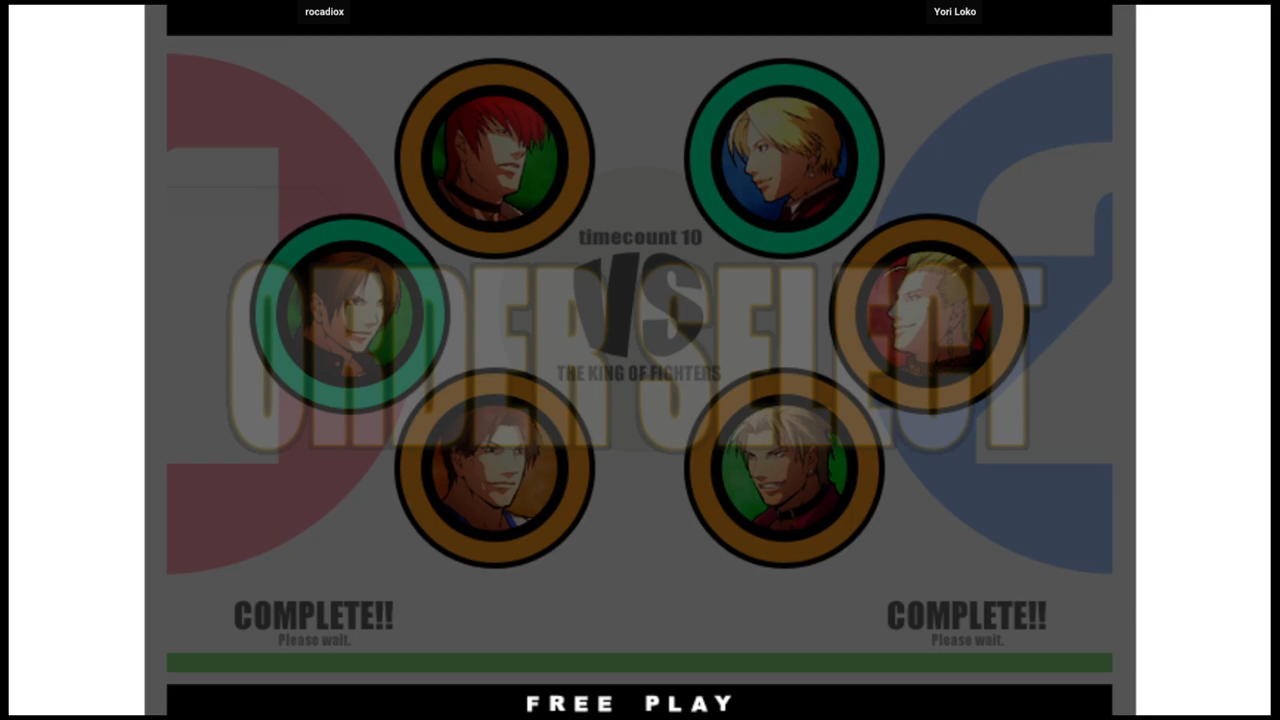 rocadiox
Yori Loko
timecount 10
VS
ORDER SELECT
THE KING OF FIGHTERS
COMPLETE!!
Please wait.
COMPLETE!!
Please wait.
FREE PLAY